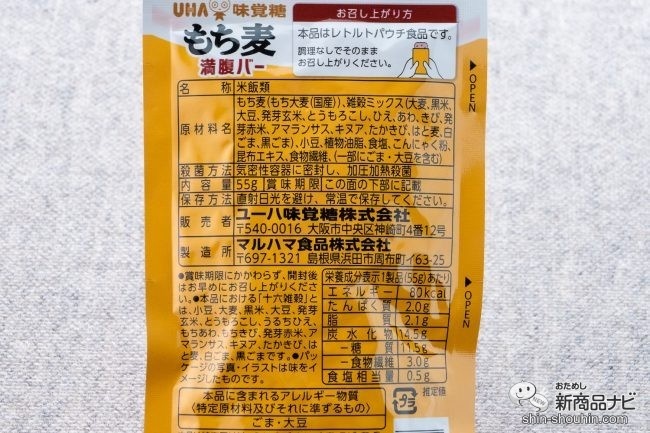 UHA 味覚糖
もち麦
満腹バー
お召し上がり方
本品はレトルトパウチ食品です。
調理なしでそのまま
お召し上がりください。
OPEN
名称 米飯類
原材料名 もち麦(もち大麦(国産))、雑穀ミックス(大麦、黒米、
大豆、発芽玄米、とうもろこし、ひえ、あわ、きび、発
芽赤米、アマランサス、キヌア、たかきび、はと麦、白
ごま、黒ごま)、小豆、植物油脂、食塩、こんにゃく粉、
昆布エキス、食物繊維、(一部にごま・大豆を含む)
殺菌方法 気密性容器に密封し、加圧加熱殺菌
内容量 55g 賞味期限 この面の下部に記載
保存方法 直射日光を避け、常温で保存してください。
販売者 ユーハ味覚糖株式会社
〒540-0016 大阪市中央区神崎町4番12号
製造所 マルハマ食品株式会社
〒697-1321 島根県浜田市周布町イ63-25
●賞味期限にかかわらず、開封後
はお早めにお召し上がりくださ
い。●本品における「十六雑穀」と
は、小豆、大麦、黒米、大豆、発芽
玄米、とうもろこし、うるちひえ、
もちあわ、もちきび、発芽赤米、ア
マランサス、キヌア、たかきび、は
と麦、白ごま、黒ごまです。●パッ
ケージの写真・イラストは味をイ
メージしたものです。
栄養成分表示1製品(55g)あたり
エネルギー 80kcal
たんぱく質 2.0g
脂質 2.1g
炭水化物 14.5g
−糖質 11.5g
−食物繊維 3.0g
食塩相当量 0.5g
推定値
OPEN
本品に含まれるアレルギー物質
〈特定原材料及びそれに準ずるもの〉
ごま・大豆
プラ
おためし
NEW
新商品ナビ
shin-shouhin.com